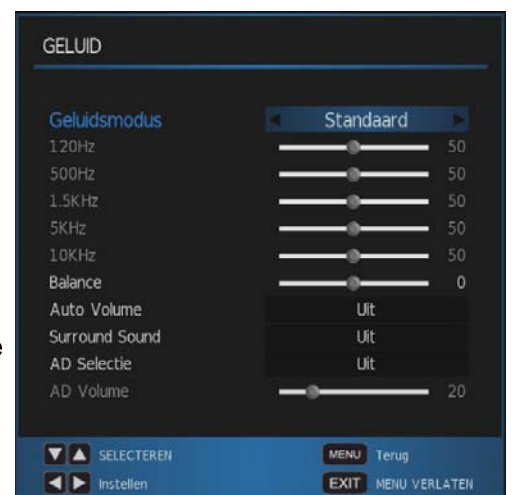 GELUID
Geluidsmodus Standaard
120Hz 50
500Hz 50
1.5KHz 50
5KHz 50
10KHz 50
Balance 0
Auto Volume Uit
Surround Sound Uit
AD Selectie Uit
AD Volume 20
SELECTEREN MENU Terug
Instellen EXIT MENU VERLATEN